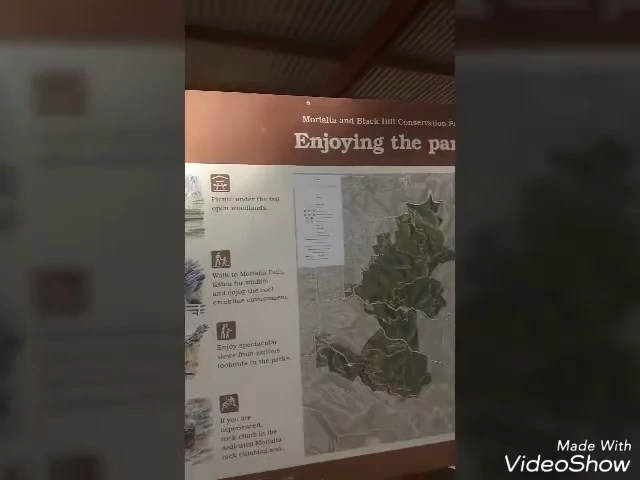 Morialta and Black Hill Conservation
Enjoying the par
Picnic under the tall
open woodlands.
Walk to Morialta Falls,
listen for wildlife
and enjoy the cool
creekline environment.
Enjoy spectacular
views from various
lookouts in the parks.
If you are
experienced,
rock climb in the
dedicated Morialta
rock climbing area.
Made With
VideoShow